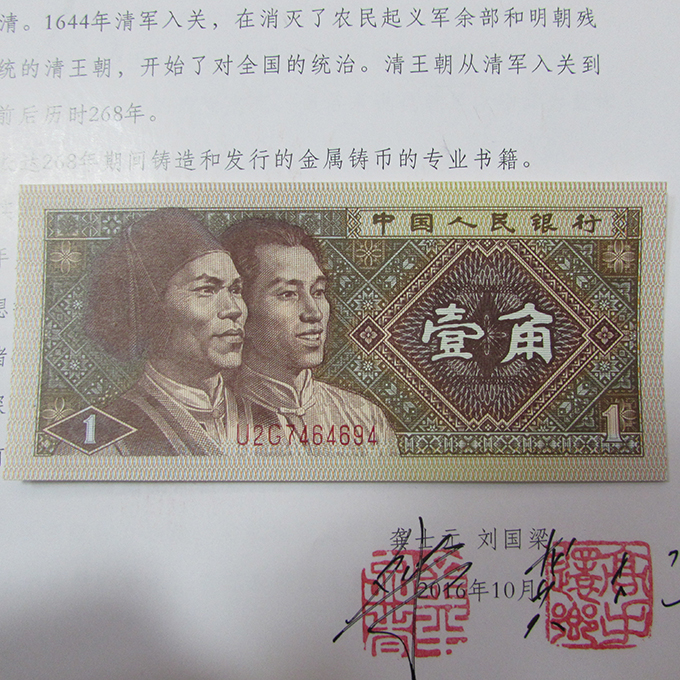 清。1644年清军入关，在消灭了农民起义军余部和明朝残
统的清王朝，开始了对全国的统治。清王朝从清军入关到
前后历时268年。
达268年期间铸造和发行的金属铸币的专业书籍。
中国人民银行
壹角
1
U2G7464694
1
龚士元 刘国梁
2016年10月